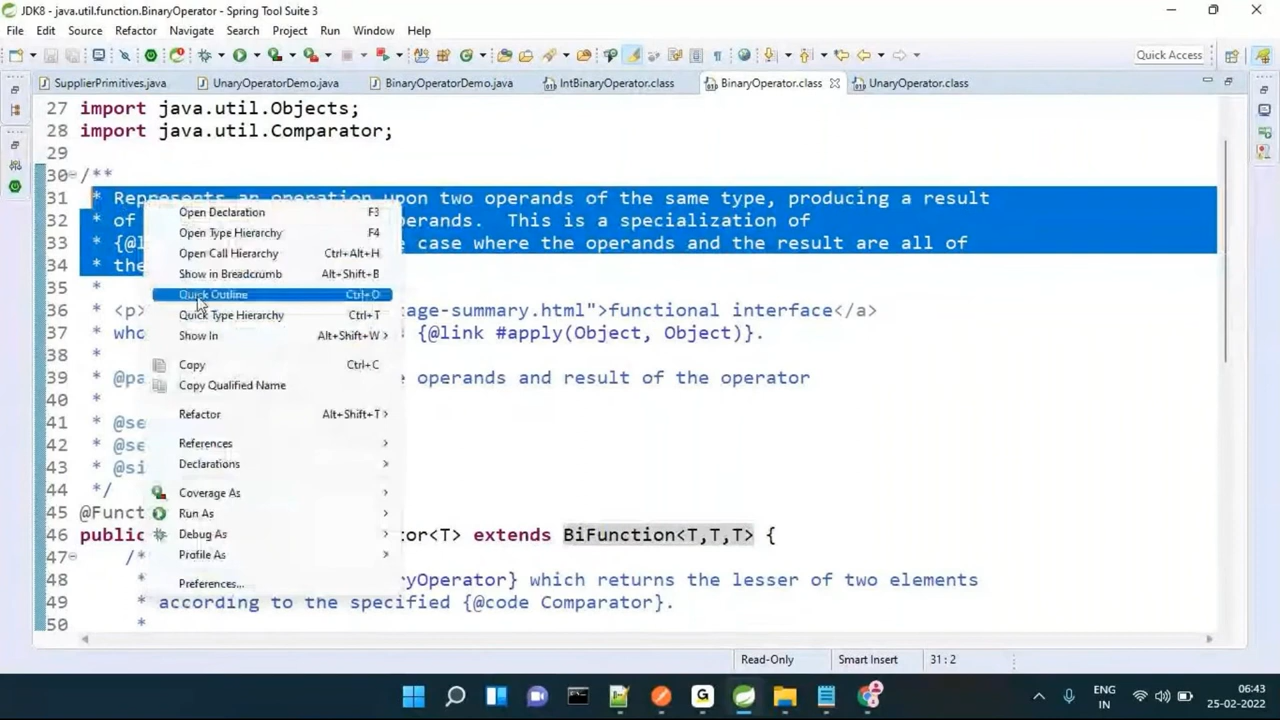 JDK8 - java.util.function.BinaryOperator - Spring Tool Suite 3
File Edit Source Refactor Navigate Search Project Run Window Help
Quick Access
SupplierPrimitives.java UnaryOperatorDemo.java BinaryOperatorDemo.java IntBinaryOperator.class BinaryOperator.class UnaryOperator.class
27 import java.util.Objects;
28 import java.util.Comparator;
29
30 /**
31 * Represents an operation upon two operands of the same type, producing a result
32 * of perands. This is a specialization of
33 * {@l e case where the operands and the result are all of
34 * the
35 *
36 * <p> age-summary.html">functional interface</a>
37 * who {@link #apply(Object, Object)}.
38 *
39 * @pa e operands and result of the operator
40 *
41 * @se
42 * @se
43 * @si
44 */
45 @Funct
46 public tor<T> extends BiFunction<T,T,T> {
47 /*
48 * ryOperator} which returns the lesser of two elements
49 * according to the specified {@code Comparator}.
50 *
Open Declaration F3
Open Type Hierarchy F4
Open Call Hierarchy Ctrl+Alt+H
Show in Breadcrumb Alt+Shift+B
Quick Outline Ctrl+O
Quick Type Hierarchy Ctrl+T
Show In Alt+Shift+W >
Copy Ctrl+C
Copy Qualified Name
Refactor Alt+Shift+T >
References >
Declarations >
Coverage As >
Run As >
Debug As >
Profile As >
Preferences...
Read-Only Smart Insert 31 : 2
ENG
IN
06:43
25-02-2022